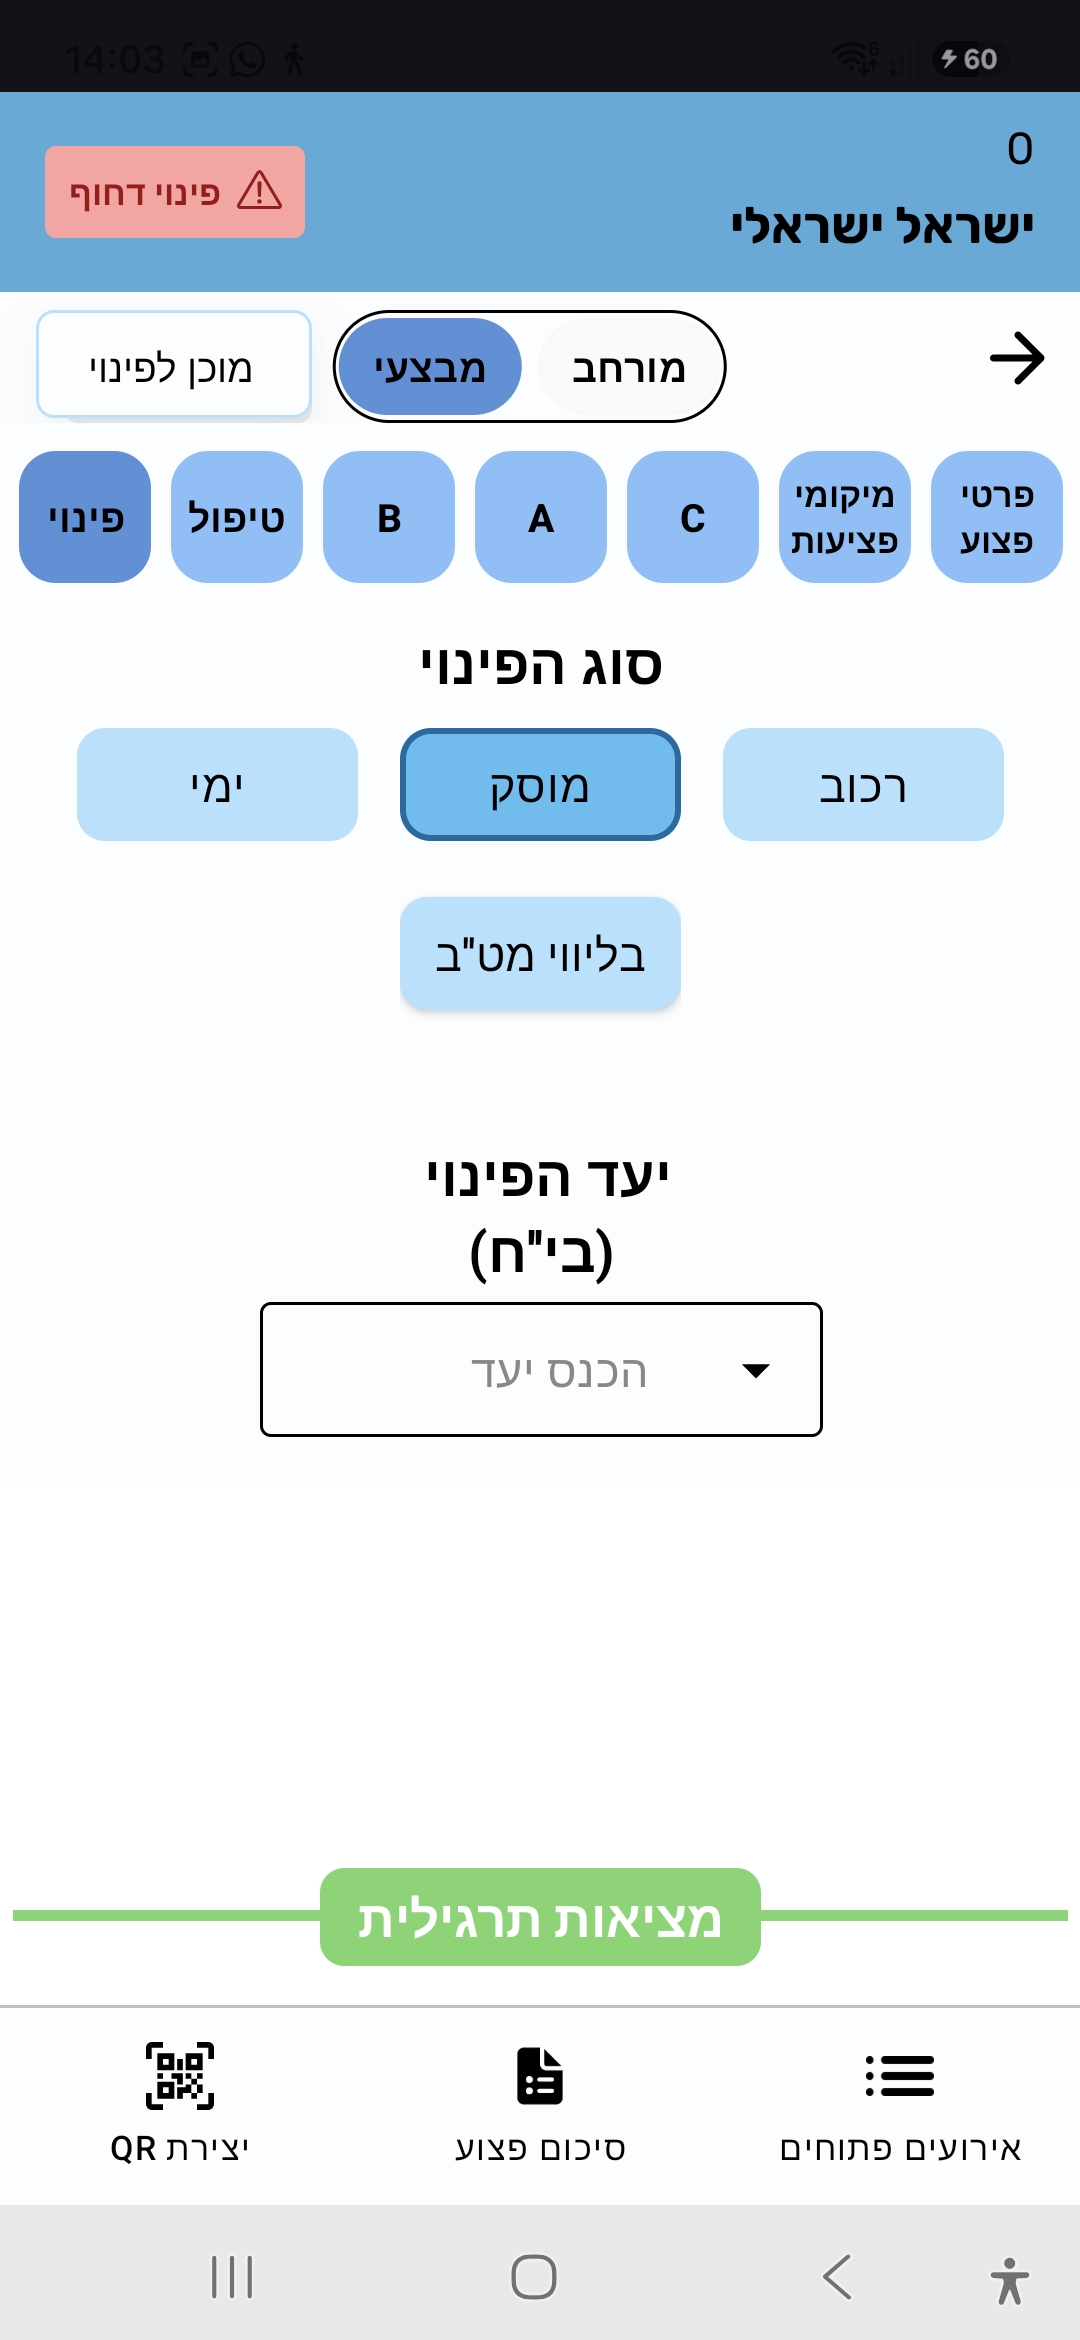 14:03
6
60
0
ישראל ישראלי
פינוי דחוף
מורחב
מבצעי
מוכן לפינוי
פרטי פצוע
מיקומי פציעות
C
A
B
טיפול
פינוי
סוג הפינוי
רכוב
מוסק
ימי
בליווי מט"ב
יעד הפינוי
(בי"ח)
הכנס יעד
מציאות תרגילית
אירועים פתוחים
סיכום פצוע
יצירת QR